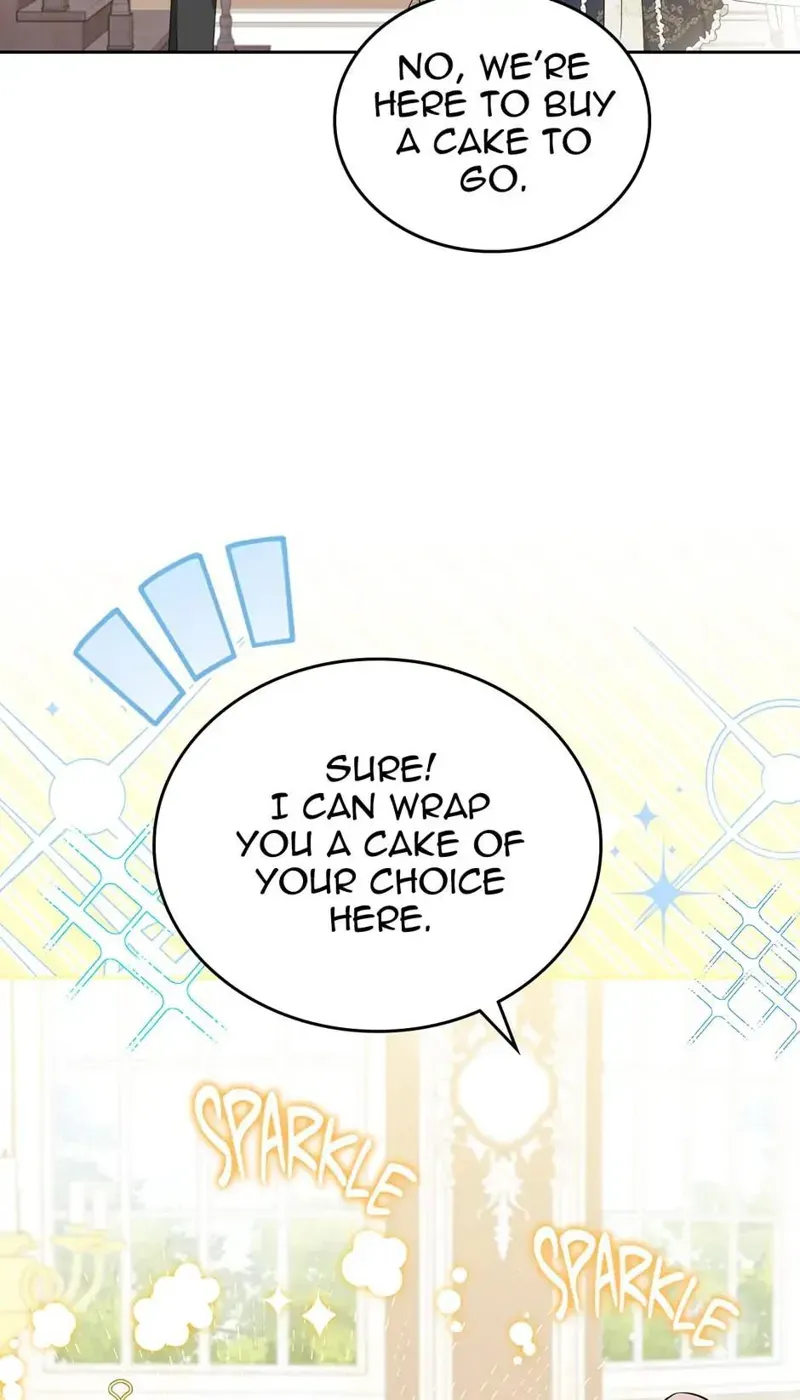 NO, WE'RE
HERE TO BUY
A CAKE TO
GO.
SURE!
I CAN WRAP
YOU A CAKE OF
YOUR CHOICE
HERE.
SPARKLE
SPARKLE